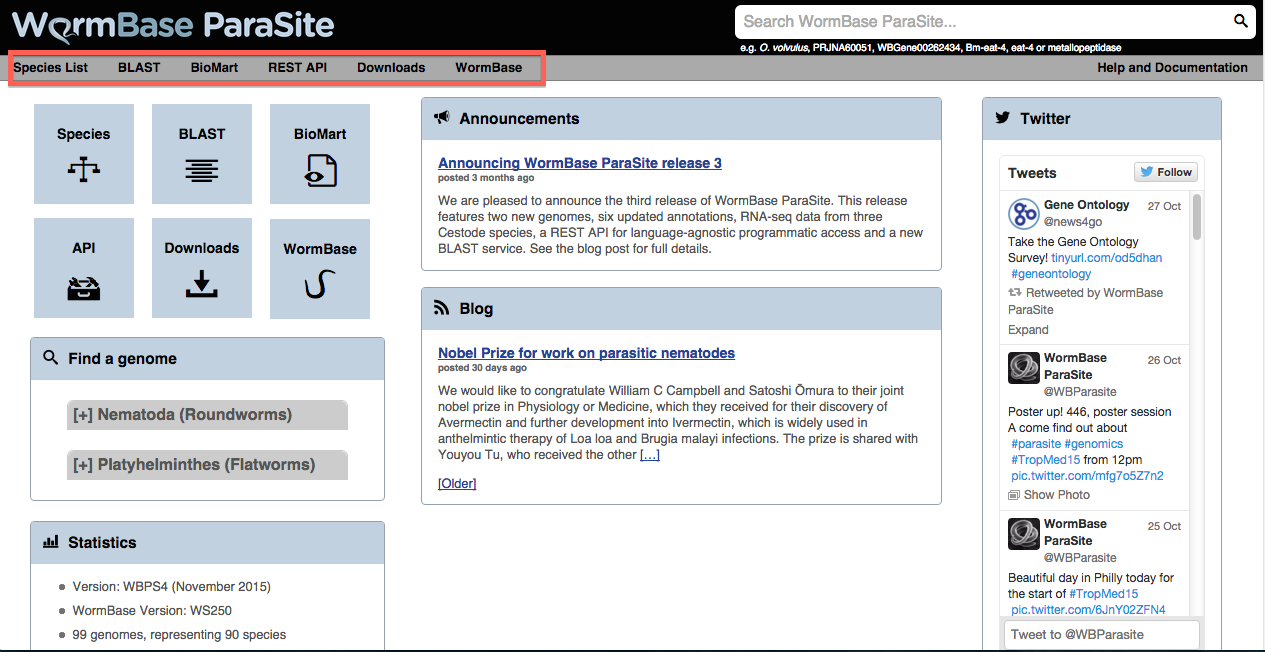 WormBase ParaSite
Search WormBase ParaSite...
e.g. O. volvulus, PRJNA60051, WBGene00262434, Bm-eat-4, eat-4 or metallopeptidase
Species List BLAST BioMart REST API Downloads WormBase Help and Documentation
Species BLAST BioMart
API Downloads WormBase
Find a genome
[+] Nematoda (Roundworms)
[+] Platyhelminthes (Flatworms)
Statistics
Version: WBPS4 (November 2015)
WormBase Version: WS250
99 genomes, representing 90 species
Announcements
Announcing WormBase ParaSite release 3
posted 3 months ago
We are pleased to announce the third release of WormBase ParaSite. This release
features two new genomes, six updated annotations, RNA-seq data from three
Cestode species, a REST API for language-agnostic programmatic access and a new
BLAST service. See the blog post for full details.
Blog
Nobel Prize for work on parasitic nematodes
posted 30 days ago
We would like to congratulate William C Campbell and Satoshi Ōmura to their joint
nobel prize in Physiology or Medicine, which they received for their discovery of
Avermectin and further development into Ivermectin, which is widely used in
anthelmintic therapy of Loa loa and Brugia malayi infections. The prize is shared with
Youyou Tu, who received the other [...]
[Older]
Twitter
Tweets Follow
Gene Ontology 27 Oct
@news4go
Take the Gene Ontology
Survey! tinyurl.com/od5dhan
#geneontology
Retweeted by WormBase
ParaSite
Expand
WormBase 26 Oct
ParaSite
@WBParasite
Poster up! 446, poster session
A come find out about
#parasite #genomics
#TropMed15 from 12pm
pic.twitter.com/mfg7o5Z7n2
Show Photo
WormBase 25 Oct
ParaSite
@WBParasite
Beautiful day in Philly today for
the start of #TropMed15
pic.twitter.com/6JnY02ZFN4
Tweet to @WBParasite